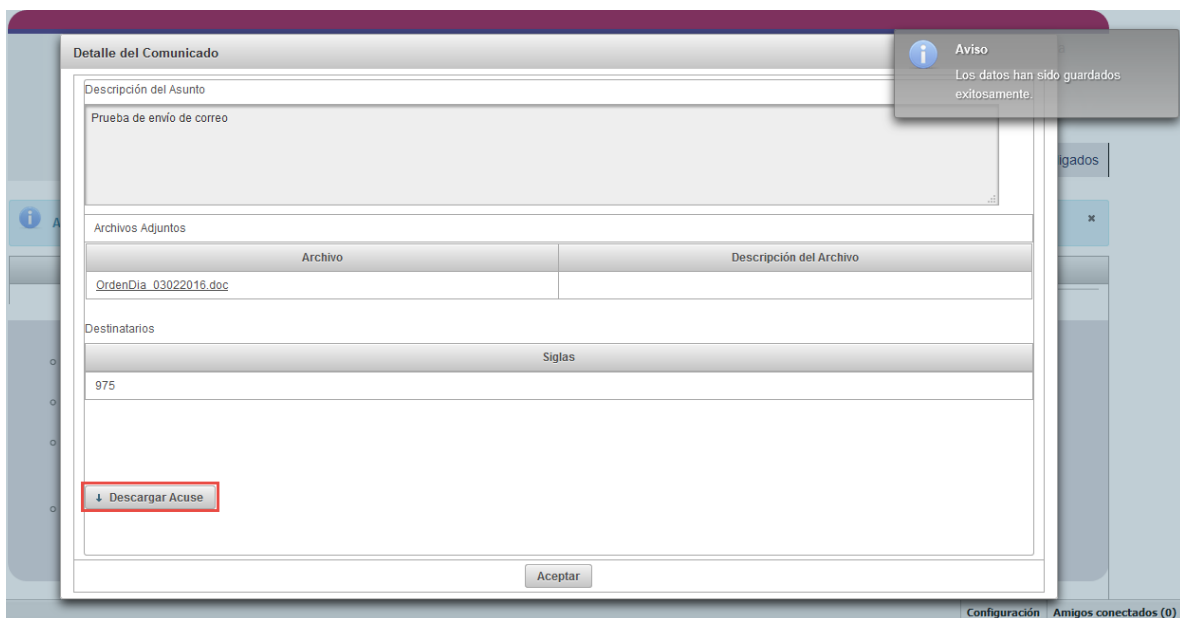 Detalle del Comunicado
Aviso
Los datos han sido guardados
exitosamente.
Descripción del Asunto
Prueba de envío de correo
igados
A
Archivos Adjuntos
Archivo Descripción del Archivo
OrdenDia_03022016.doc
Destinatarios
Siglas
975
Descargar Acuse
Aceptar
Configuración Amigos conectados (0)